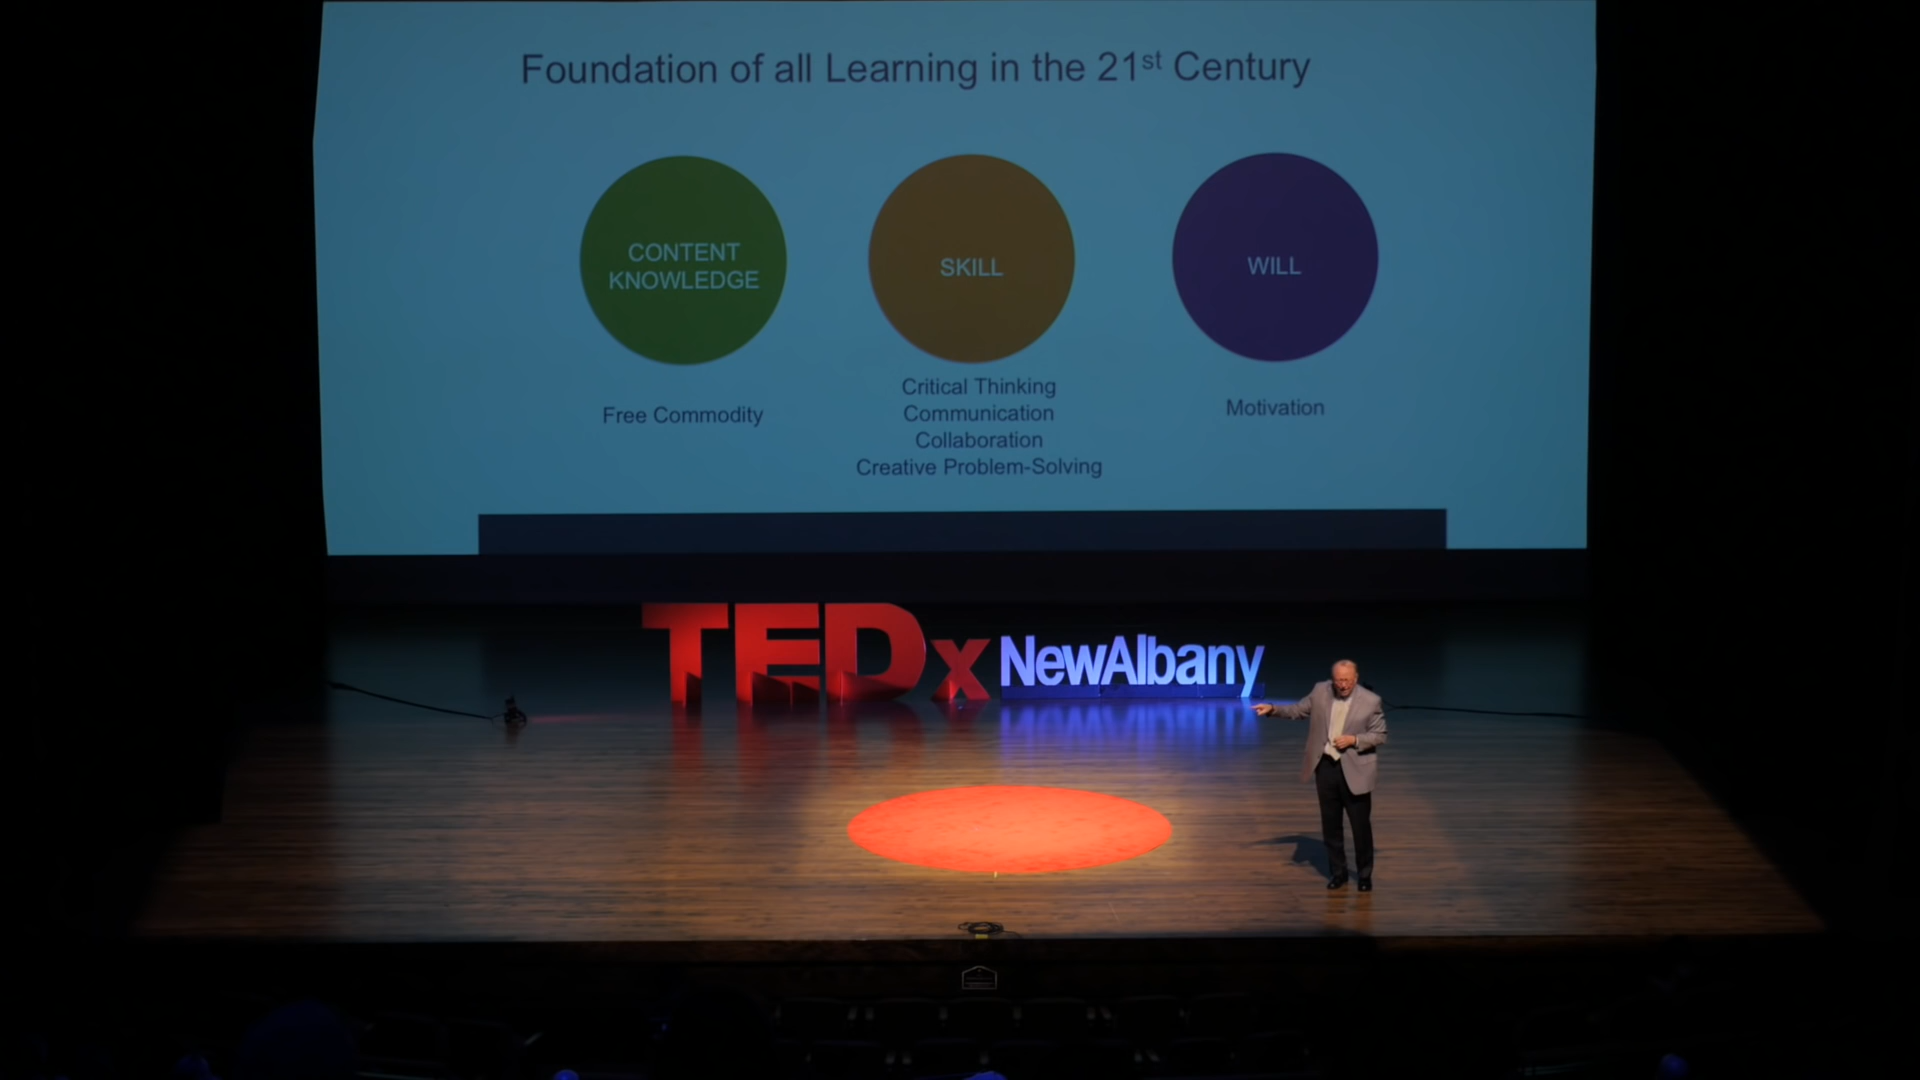 Foundation of all Learning in the 21st Century
CONTENT
KNOWLEDGE
SKILL
WILL
Free Commodity
Critical Thinking
Communication
Collaboration
Creative Problem-Solving
Motivation
TEDx NewAlbany